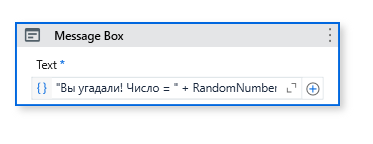 Message Box
Text *
{} "Вы угадали! Число = " + RandomNumber